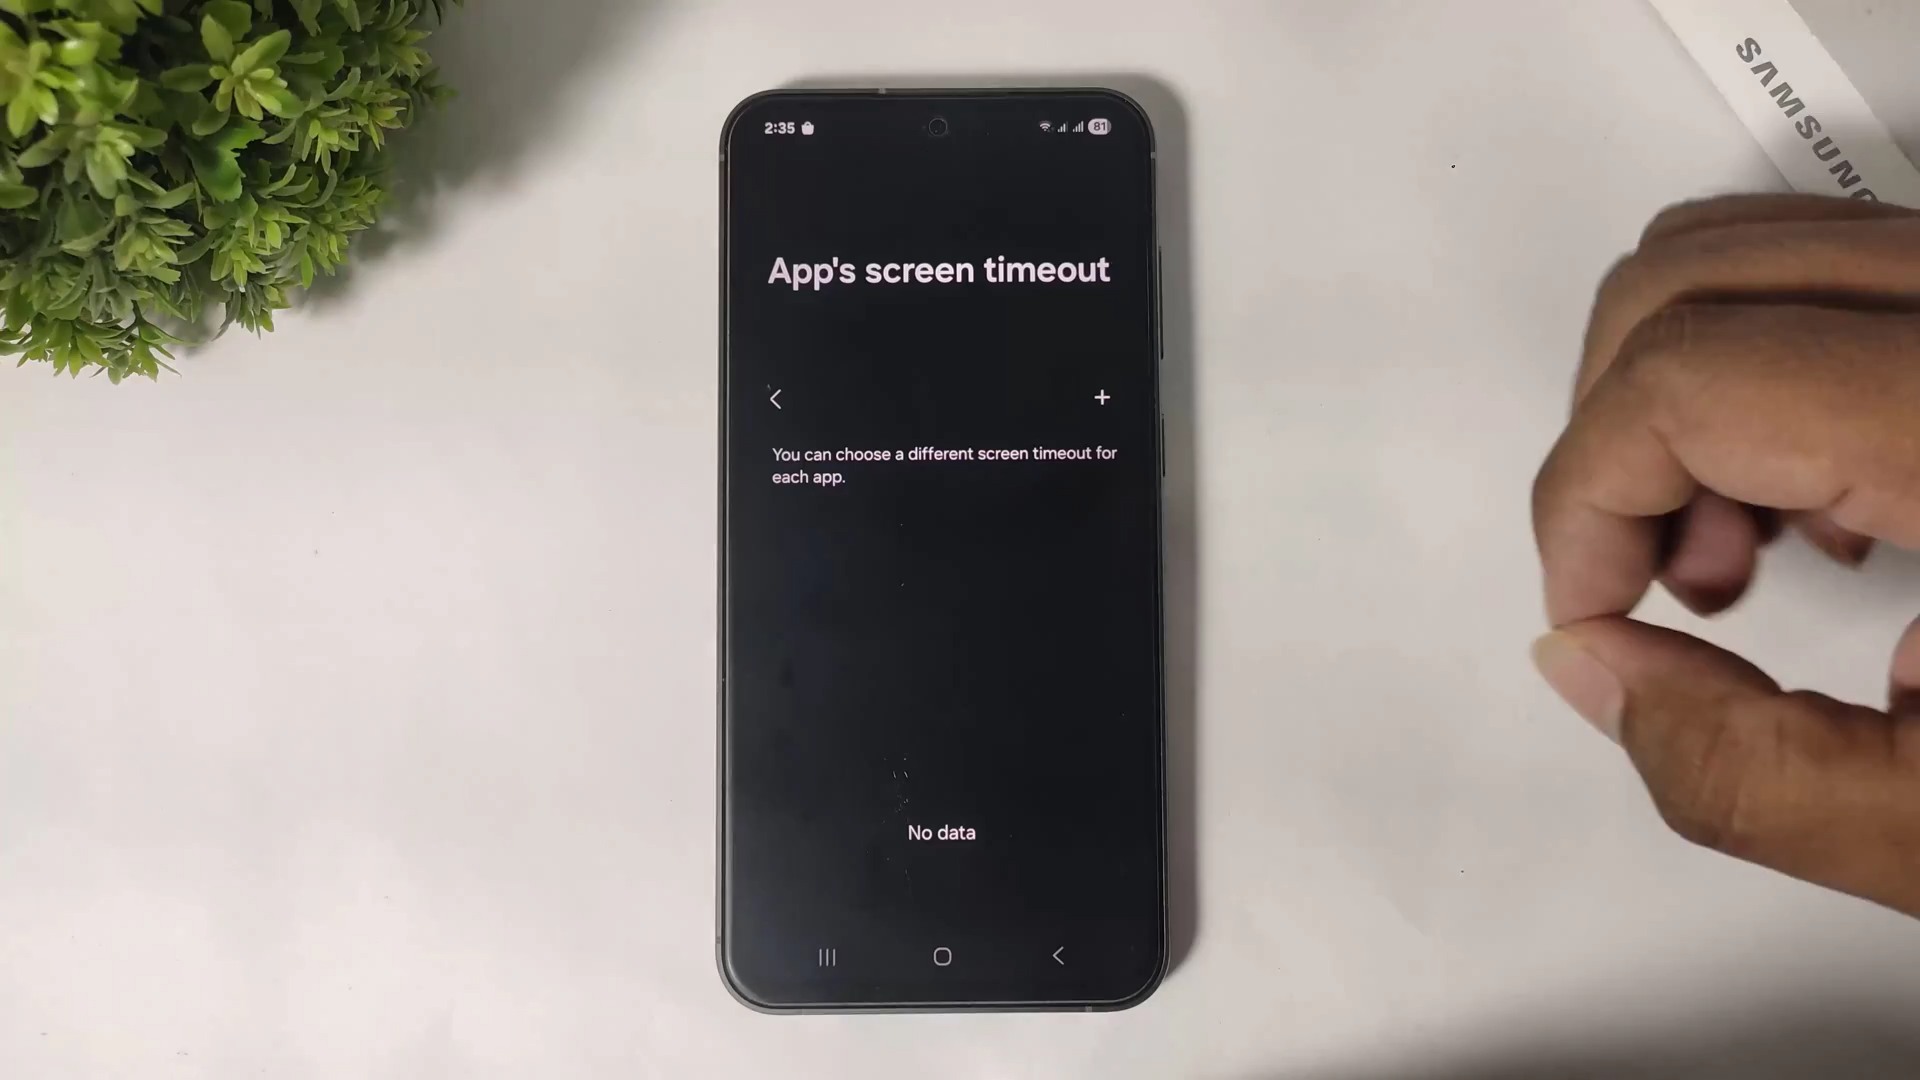 SAMSUNG
2:35
81
App's screen timeout
You can choose a different screen timeout for
each app.
No data